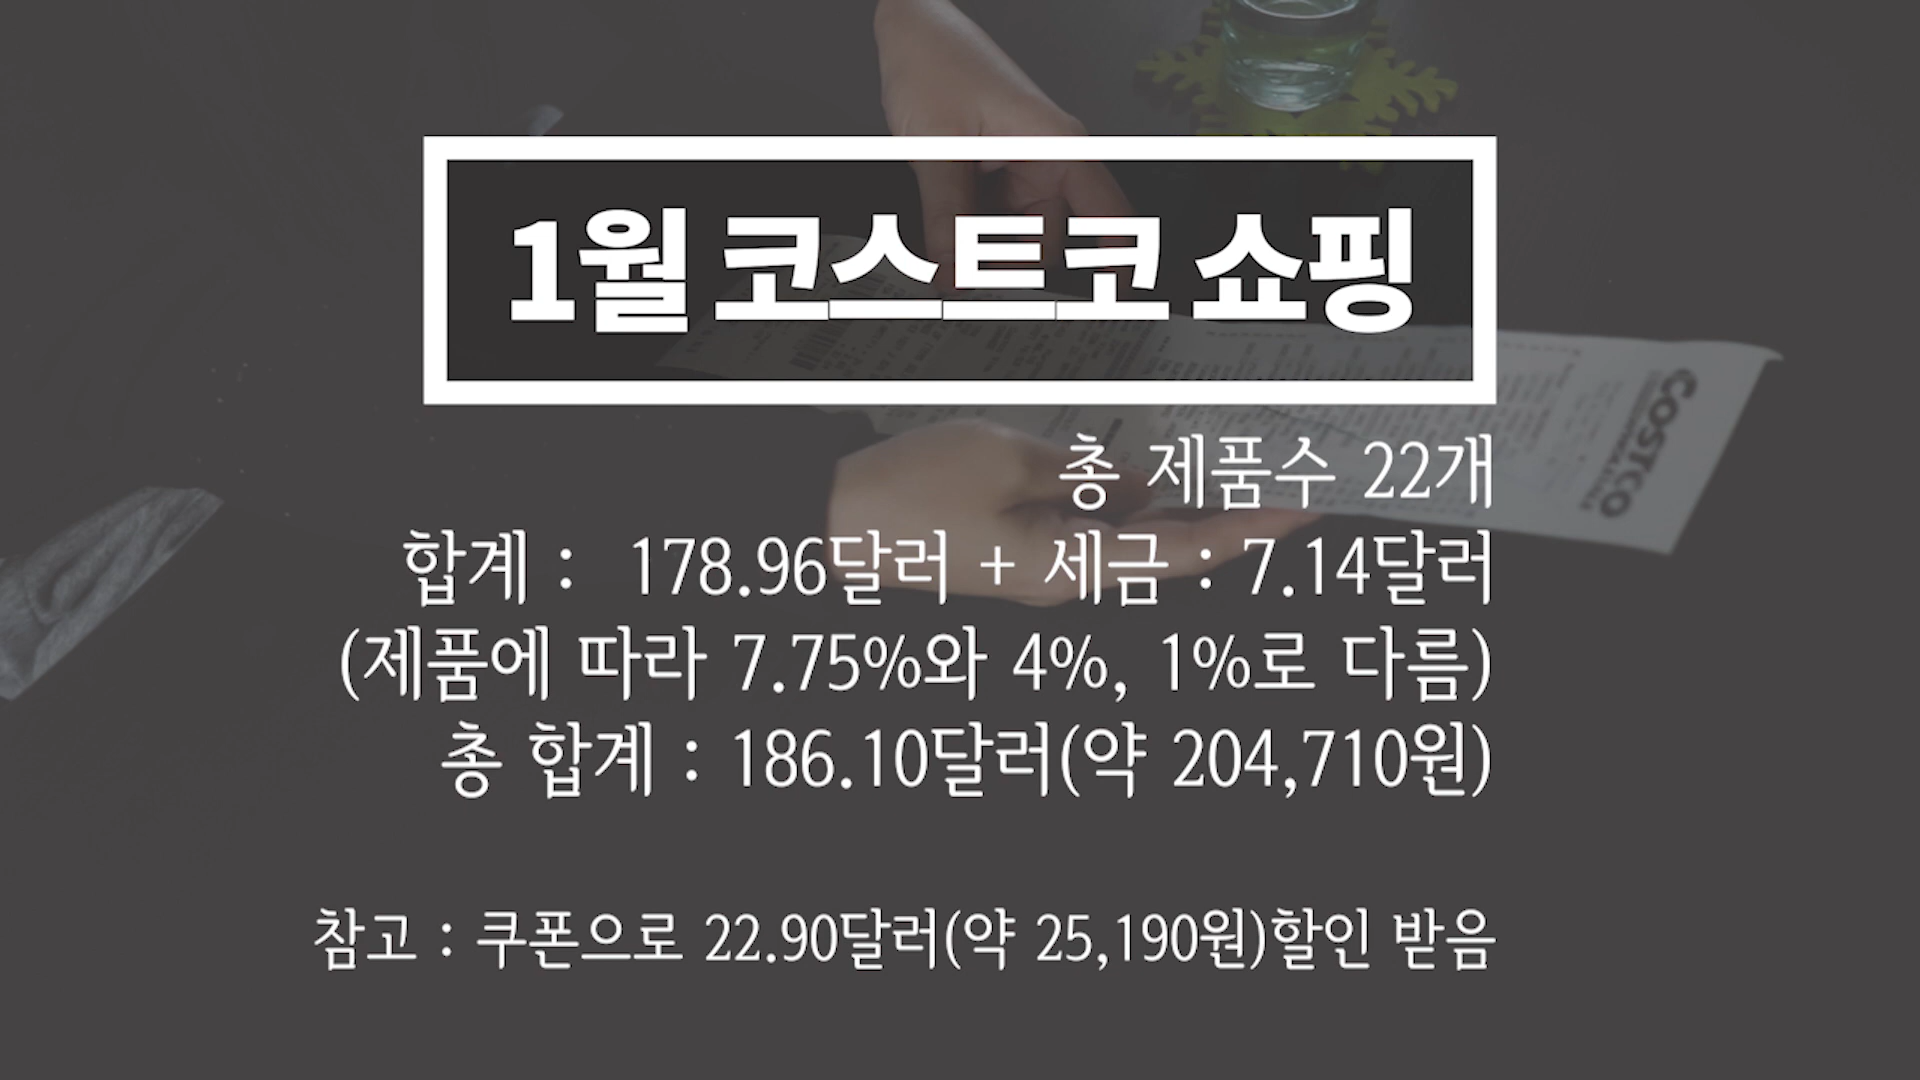 1월 코스트코 쇼핑
COSTCO
총 제품수 22개
합계 : 178.96달러 + 세금 : 7.14달러
(제품에 따라 7.75%와 4%, 1%로 다름)
총 합계 : 186.10달러(약 204,710원)
참고 : 쿠폰으로 22.90달러(약 25,190원)할인 받음